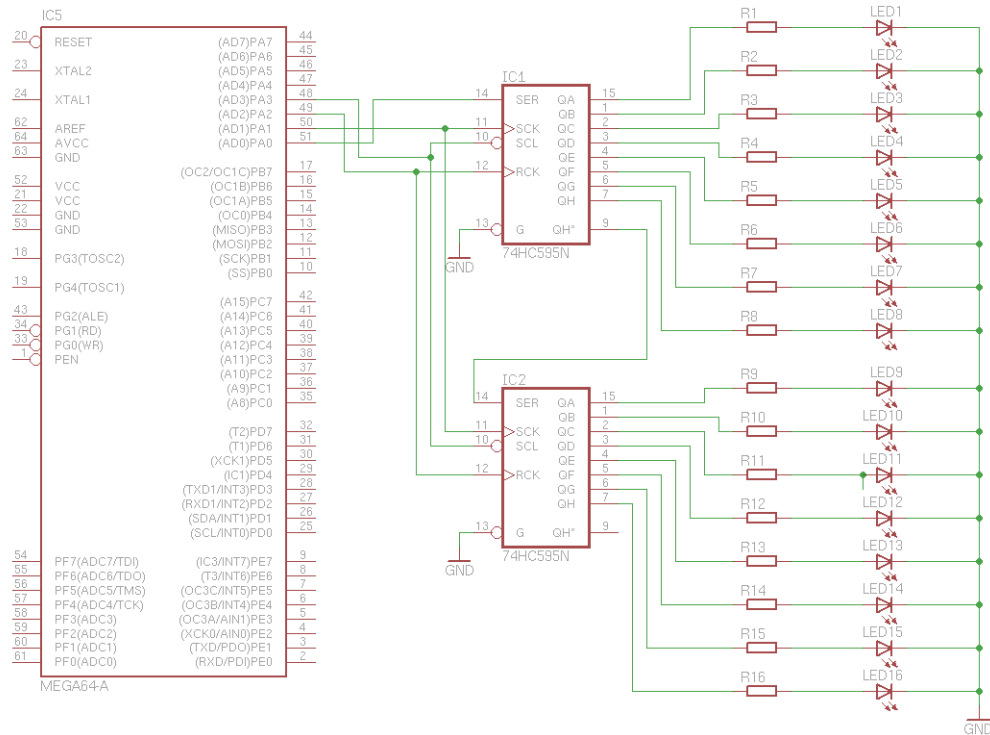 IC5
20 RESET (AD7)PA7 44
(AD6)PA6 45
23 XTAL2 (AD5)PA5 46
(AD4)PA4 47
24 XTAL1 (AD3)PA3 48
(AD2)PA2 49
62 AREF (AD1)PA1 50
64 AVCC (AD0)PA0 51
63 GND
(OC2/OC1C)PB7 17
52 VCC (OC1B)PB6 16
21 VCC (OC1A)PB5 15
22 GND (OC0)PB4 14
53 GND (MISO)PB3 13
(MOSI)PB2 12
18 PG3(TOSC2) (SCK)PB1 11
(SS)PB0 10
19 PG4(TOSC1)
(A15)PC7 42
43 PG2(ALE) (A14)PC6 41
34 PG1(RD) (A13)PC5 40
33 PG0(WR) (A12)PC4 39
1 PEN (A11)PC3 38
(A10)PC2 37
(A9)PC1 36
(A8)PC0 35
(T2)PD7 32
(T1)PD6 31
(XCK1)PD5 30
(IC1)PD4 29
(TXD1/INT3)PD3 28
(RXD1/INT2)PD2 27
(SDA/INT1)PD1 26
(SCL/INT0)PD0 25
54 PF7(ADC7/TDI) (IC3/INT7)PE7 9
55 PF6(ADC6/TDO) (T3/INT6)PE6 8
56 PF5(ADC5/TMS) (OC3C/INT5)PE5 7
57 PF4(ADC4/TCK) (OC3B/INT4)PE4 6
58 PF3(ADC3) (OC3A/AIN1)PE3 5
59 PF2(ADC2) (XCK0/AIN0)PE2 4
60 PF1(ADC1) (TXD/PDO)PE1 3
61 PF0(ADC0) (RXD/PDI)PE0 2
MEGA64-A
IC1
14 SER QA 15
QB 1
11 SCK QC 2
10 SCL QD 3
QE 4
12 RCK QF 5
QG 6
QH 7
13 G QH* 9
74HC595N
GND
IC2
14 SER QA 15
QB 1
11 SCK QC 2
10 SCL QD 3
QE 4
12 RCK QF 5
QG 6
QH 7
13 G QH* 9
74HC595N
GND
R1 LED1
R2 LED2
R3 LED3
R4 LED4
R5 LED5
R6 LED6
R7 LED7
R8 LED8
R9 LED9
R10 LED10
R11 LED11
R12 LED12
R13 LED13
R14 LED14
R15 LED15
R16 LED16
GND